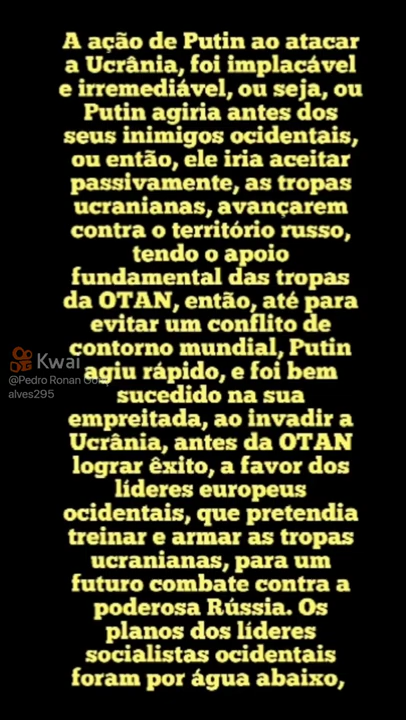 A ação de Putin ao atacar
a Ucrânia, foi implacável
e irremediável, ou seja, ou
Putin agiria antes dos
seus inimigos ocidentais,
ou então, ele iria aceitar
passivamente, as tropas
ucranianas, avançarem
contra o território russo,
tendo o apoio
fundamental das tropas
da OTAN, então, até para
evitar um conflito de
contorno mundial, Putin
agiu rápido, e foi bem
sucedido na sua
empreitada, ao invadir a
Ucrânia, antes da OTAN
lograr êxito, a favor dos
líderes europeus
ocidentais, que pretendia
treinar e armar as tropas
ucranianas, para um
futuro combate contra a
poderosa Rússia. Os
planos dos líderes
socialistas ocidentais
foram por água abaixo,
Kwai
@Pedro Ronan
alves295